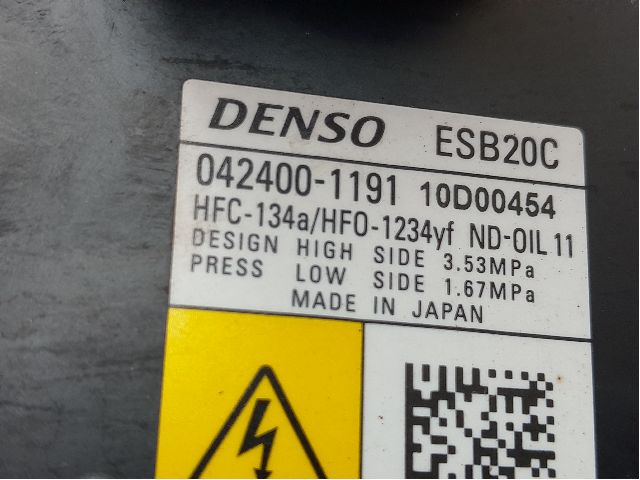 DENSO ESB20C
042400-1191 10D00454
HFC-134a/HFO-1234yf ND-OIL 11
DESIGN HIGH SIDE 3.53MPa
PRESS LOW SIDE 1.67MPa
MADE IN JAPAN